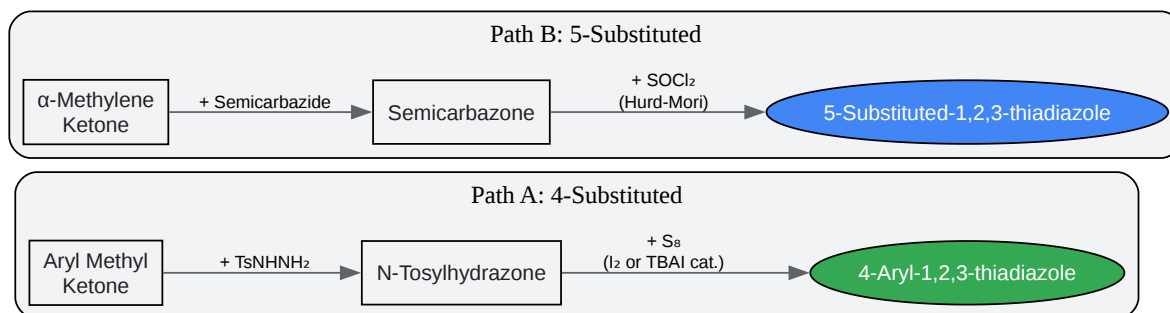 Path B: 5-Substituted
α-Methylene
Ketone
+ Semicarbazide
Semicarbazone
+ SOCl₂
(Hurd-Mori)
5-Substituted-1,2,3-thiadiazole
Path A: 4-Substituted
Aryl Methyl
Ketone
+ TsNHNH₂
N-Tosylhydrazone
+ S₈
(I₂ or TBAI cat.)
4-Aryl-1,2,3-thiadiazole